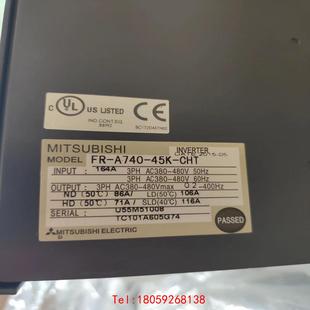 UL
US LISTED
IND.CONT.EQ.
MITSUBISHI
INVERTER
MODEL FR-A740-45K-CHT
INPUT : 164A 3PH AC380-480V 50Hz
3PH AC380-480V 60Hz
OUTPUT : 3PH AC380-480Vmax 0.2-400Hz
ND (50℃) 86A/ LD(50℃) 106A
HD (50℃) 71A / SLD(40℃) 116A
SERIAL : U55M51008
TC101A605G74
PASSED
MITSUBISHI ELECTRIC
Tel:18059268138